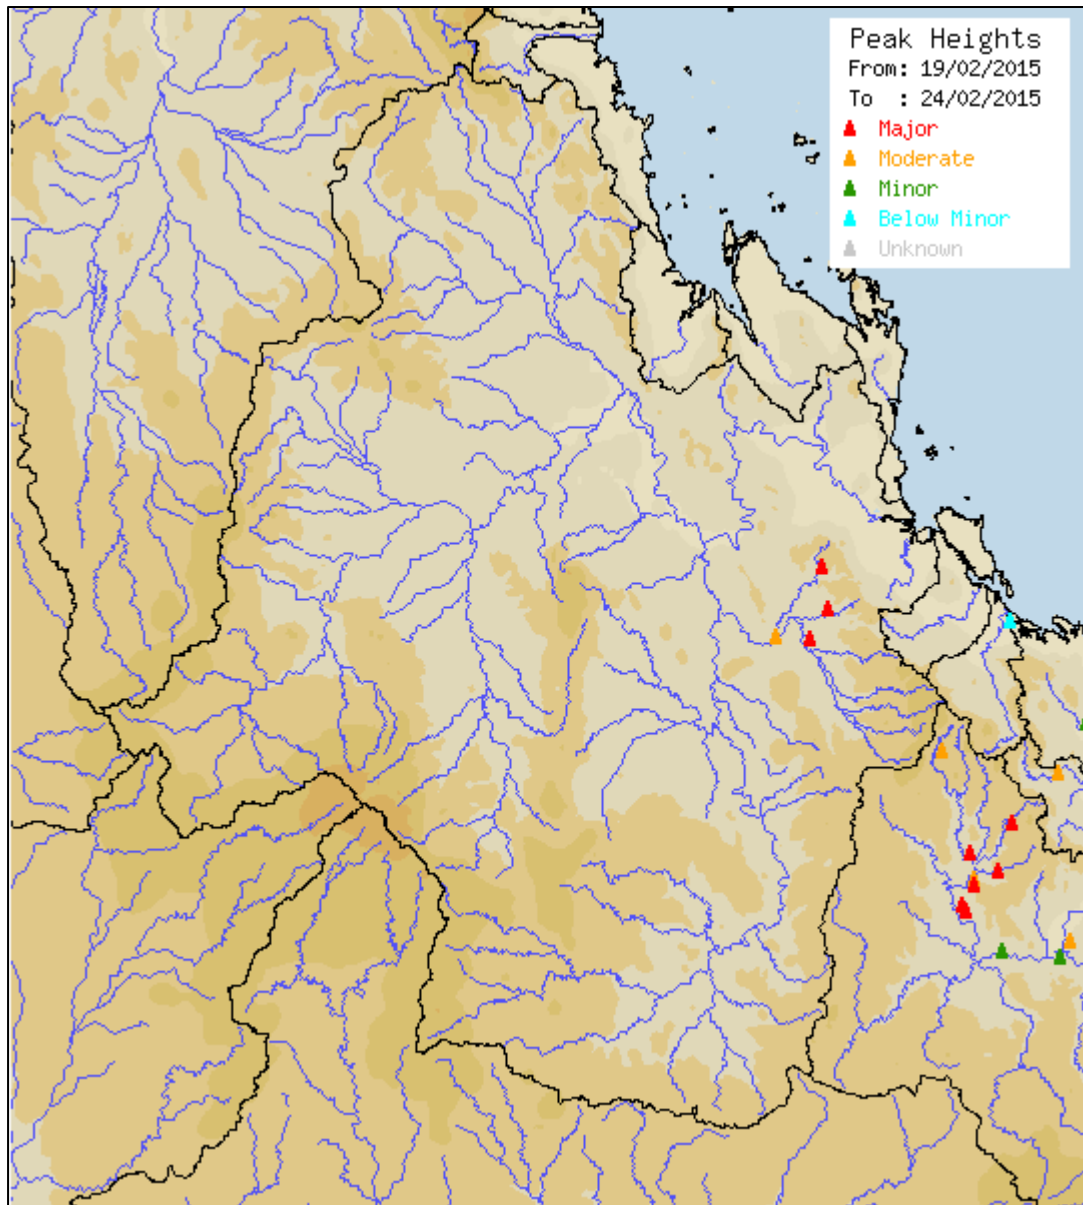 Peak Heights
From: 19/02/2015
To  : 24/02/2015
Major
Moderate
Minor
Below Minor
Unknown